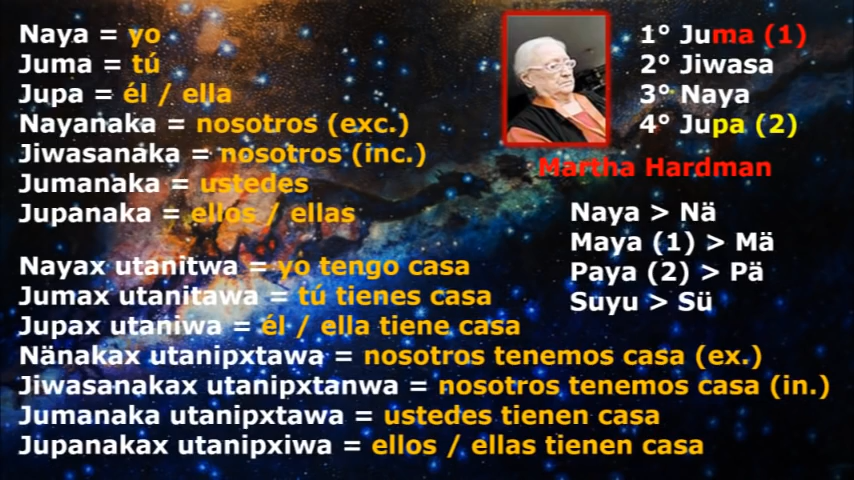 Naya = yo
Juma = tú
Jupa = él / ella
Nayanaka = nosotros (exc.)
Jiwasanaka = nosotros (inc.)
Jumanaka = ustedes
Jupanaka = ellos / ellas
Nayax utanitwa = yo tengo casa
Jumax utanitawa = tú tienes casa
Jupax utaniwa = él / ella tiene casa
Nänakax utanipxtawa = nosotros tenemos casa (ex.)
Jiwasanakax utanipxtanwa = nosotros tenemos casa (in.)
Jumanaka utanipxtawa = ustedes tienen casa
Jupanakax utanipxiwa = ellos / ellas tienen casa
1° Juma (1)
2° Jiwasa
3° Naya
4° Jupa (2)
Martha Hardman
Naya > Nä
Maya (1) > Mä
Paya (2) > Pä
Suyu > Sü